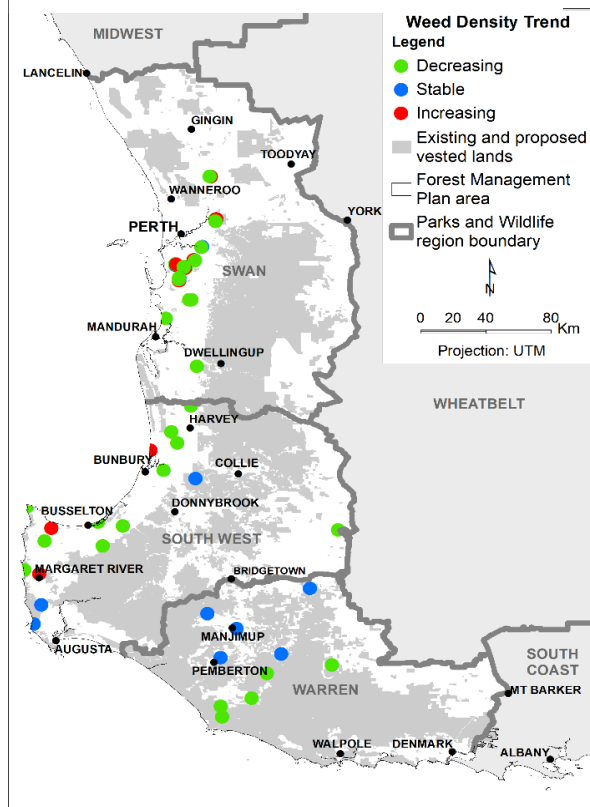 MIDWEST
LANCELIN
GINGIN
TOODYAY
WANNEROO
YORK
PERTH
SWAN
MANDURAH
DWELLINGUP
WHEATBELT
HARVEY
BUNBURY
COLLIE
BUSSELTON
DONNYBROOK
SOUTH WEST
MARGARET RIVER
BRIDGETOWN
AUGUSTA
MANJIMUP
PEMBERTON
WARREN
SOUTH
COAST
MT BARKER
WALPOLE
DENMARK
ALBANY
Weed Density Trend
Legend
Decreasing
Stable
Increasing
Existing and proposed
vested lands
Forest Management
Plan area
Parks and Wildlife
region boundary
N
0 20 40 80
Km
Projection: UTM